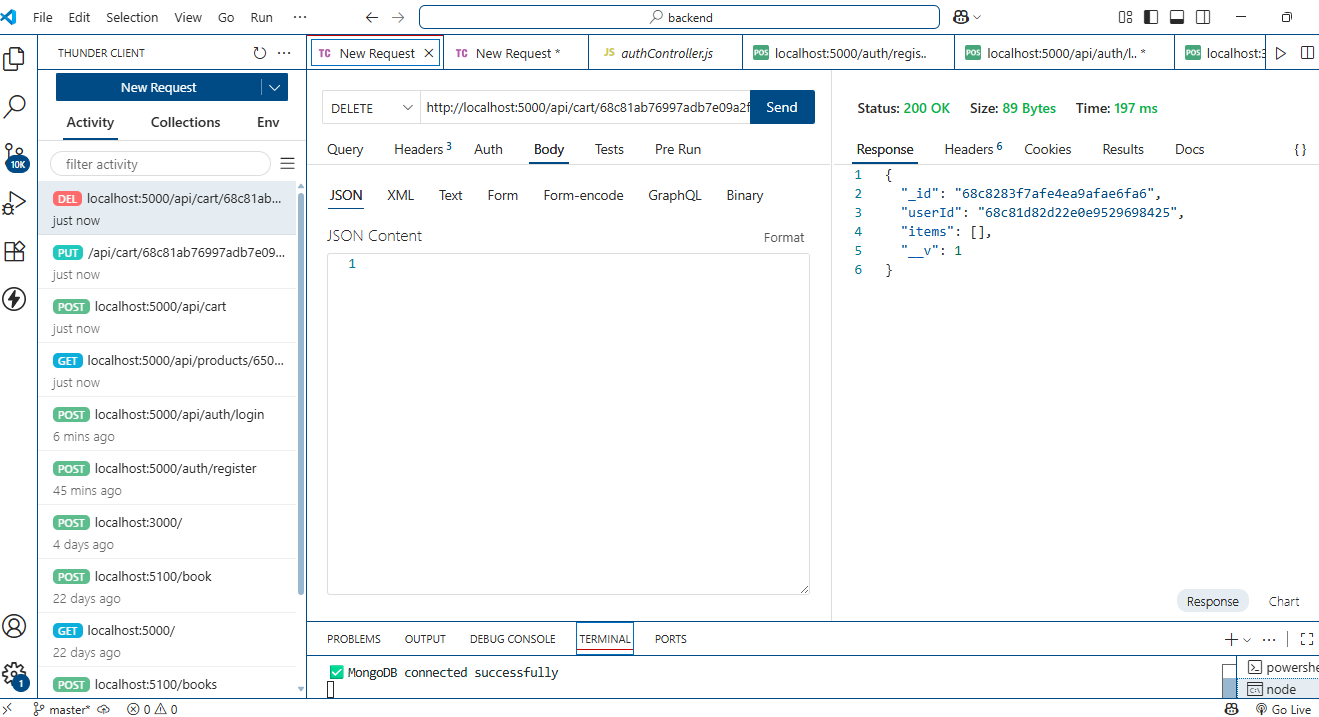 File Edit Selection View Go Run ··· backend
THUNDER CLIENT
New Request
Activity Collections Env
filter activity
DEL localhost:5000/api/cart/68c81ab...
just now
PUT /api/cart/68c81ab76997adb7e09...
just now
POST localhost:5000/api/cart
just now
GET localhost:5000/api/products/650...
just now
POST localhost:5000/api/auth/login
6 mins ago
POST localhost:5000/auth/register
45 mins ago
POST localhost:3000/
4 days ago
POST localhost:5100/book
22 days ago
GET localhost:5000/
22 days ago
POST localhost:5100/books
10K
1
TC New Request
TC New Request *
JS authController.js
POS localhost:5000/auth/regis..
POS localhost:5000/api/auth/l.. *
POS localhost:3
DELETE http://localhost:5000/api/cart/68c81ab76997adb7e09a2f Send
Query Headers 3 Auth Body Tests Pre Run
JSON XML Text Form Form-encode GraphQL Binary
JSON Content Format
1
Status: 200 OK Size: 89 Bytes Time: 197 ms
Response Headers 6 Cookies Results Docs { }
1 {
2 "_id": "68c8283f7afe4ea9afae6fa6",
3 "userId": "68c81d82d22e0e9529698425",
4 "items": [],
5 "__v": 1
6 }
Response Chart
PROBLEMS OUTPUT DEBUG CONSOLE TERMINAL PORTS
MongoDB connected successfully
powershe
node
master* 0 0 Go Live